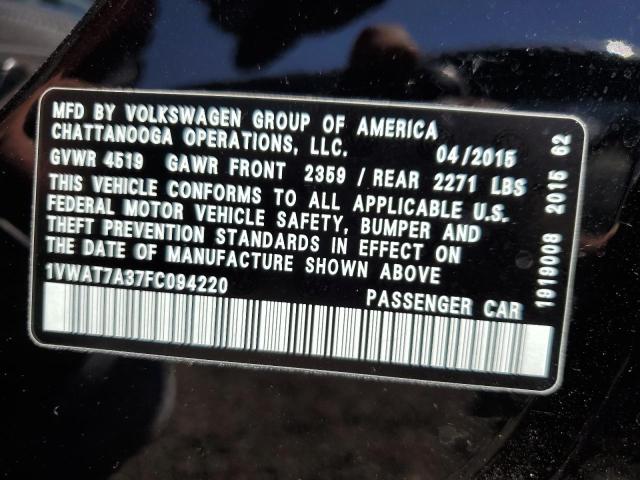 MFD BY VOLKSWAGEN GROUP OF AMERICA
CHATTANOOGA OPERATIONS, LLC. 04/2015
GVWR 4519 GAWR FRONT 2359 / REAR 2271 LBS
THIS VEHICLE CONFORMS TO ALL APPLICABLE U.S.
FEDERAL MOTOR VEHICLE SAFETY, BUMPER AND
THEFT PREVENTION STANDARDS IN EFFECT ON
THE DATE OF MANUFACTURE SHOWN ABOVE
1VWAT7A37FC094220 PASSENGER CAR
1919008 2015 62